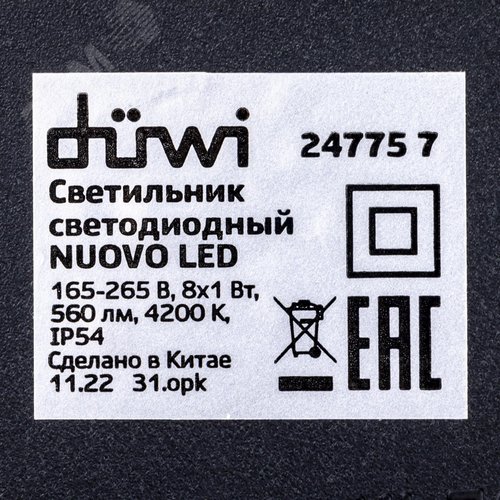 düwi 24775 7
Светильник
светодиодный
NUOVO LED
165-265 В, 8x1 Вт,
560 лм, 4200 К,
IP54
Сделано в Китае
11.22 31.opk
EAC